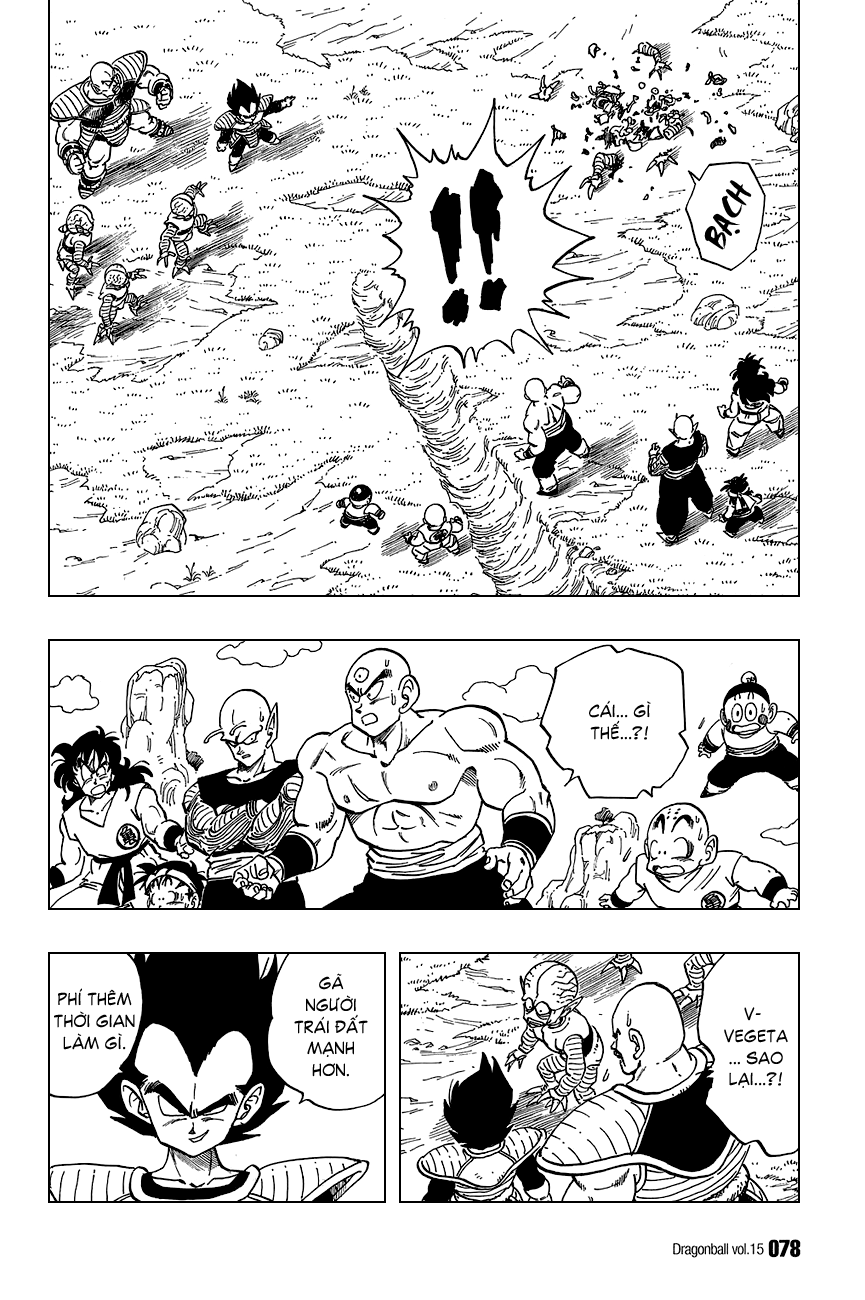 !!
BẠCH
CÁI... GÌ
THẾ...?!
V-
VEGETA
... SAO
LẠI...?!
GÃ
NGƯỜI
TRÁI ĐẤT
MẠNH
HƠN.
PHÍ THÊM
THỜI GIAN
LÀM GÌ.
Dragonball vol.15 078